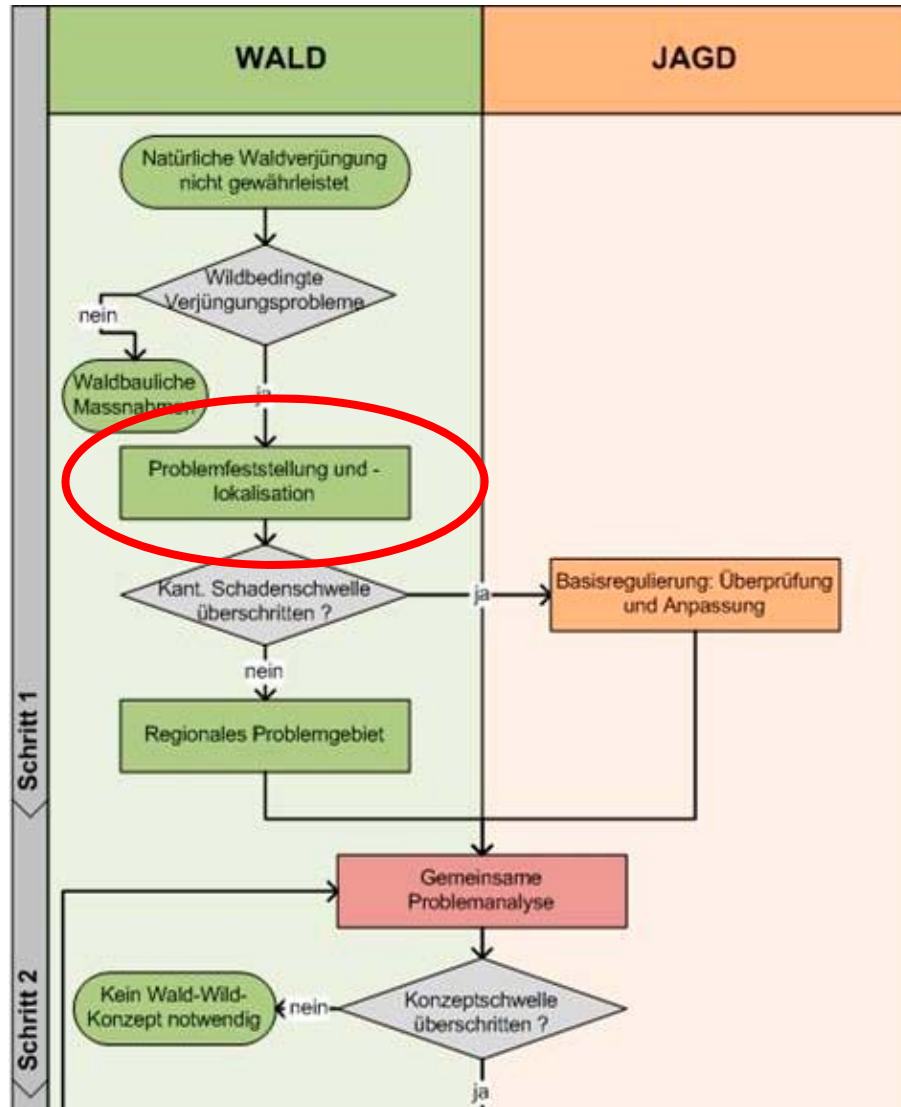 WALD
JAGD
Natürliche Waldverjüngung
nicht gewährleistet
Wildbedingte
Verjüngungsprobleme
nein
Waldbauliche
Massnahmen
ja
Problemfeststellung und -
lokalisation
Kant. Schadenschwelle
überschritten ?
ja
Basisregulierung: Überprüfung
und Anpassung
nein
Regionales Problemgebiet
Schritt 1
Gemeinsame
Problemanalyse
Kein Wald-Wild-
Konzept notwendig
nein
Konzeptschwelle
überschritten ?
ja
Schritt 2